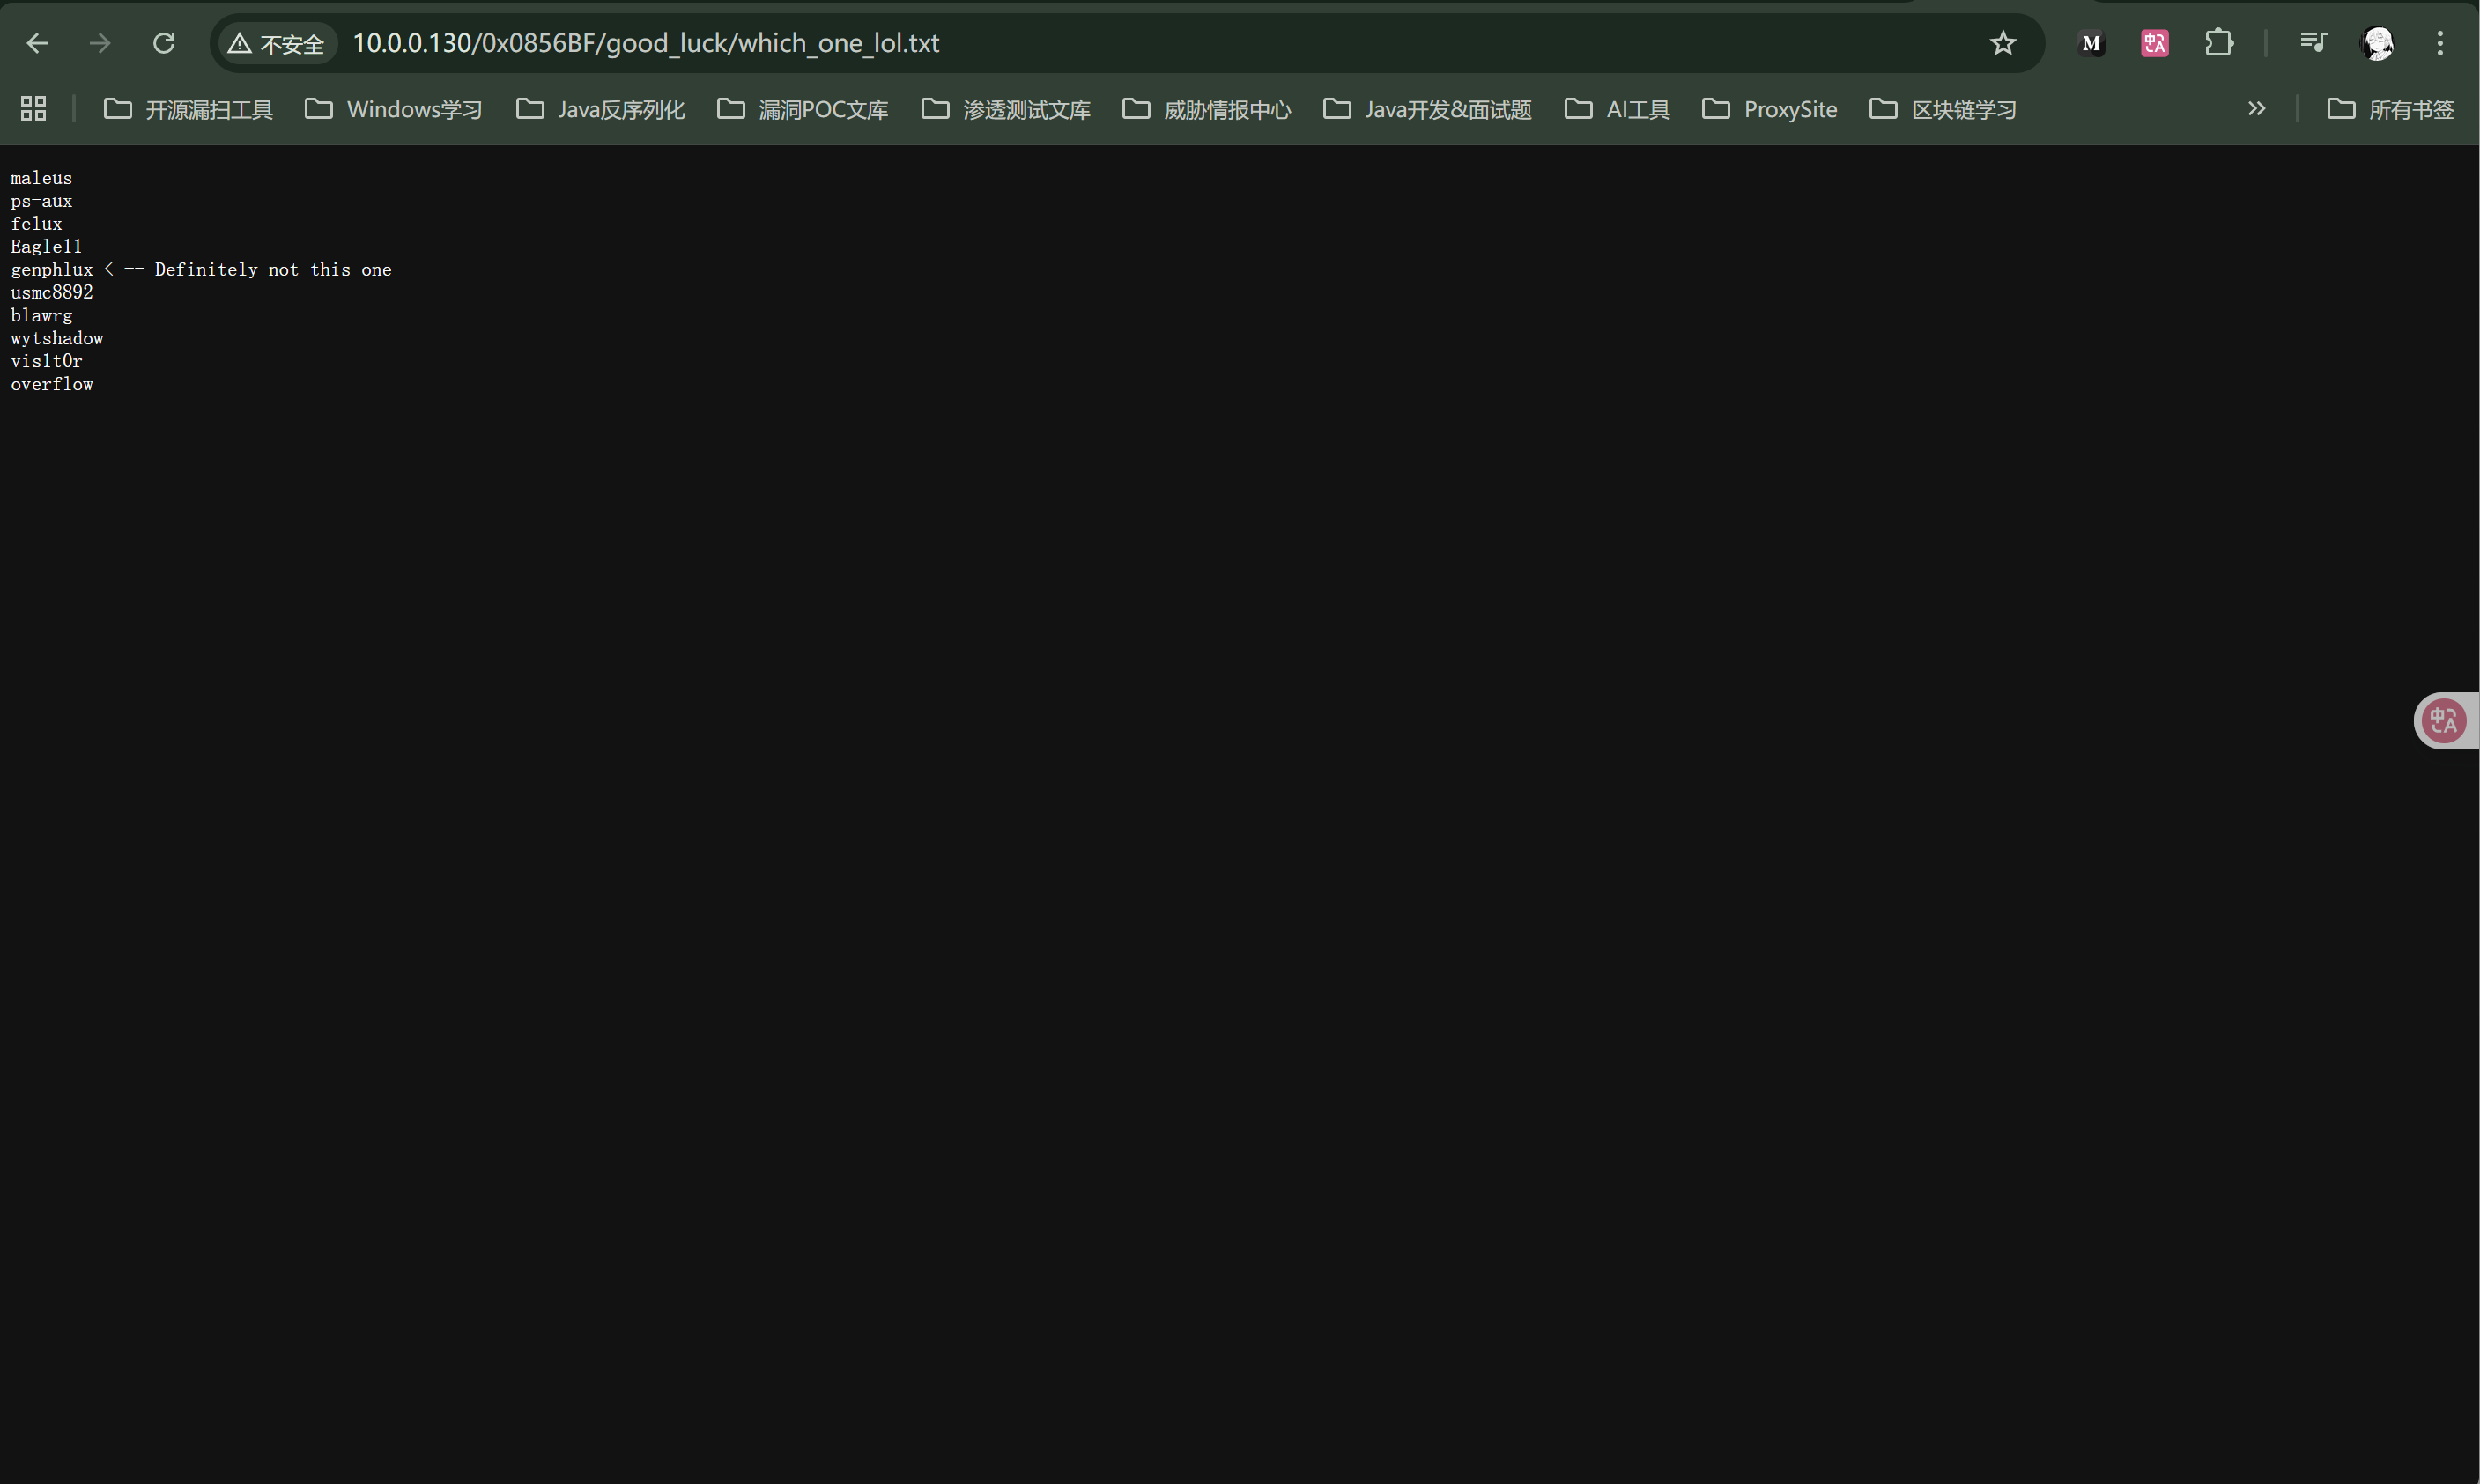 不安全 10.0.0.130/0x0856BF/good_luck/which_one_lol.txt
开源漏扫工具 Windows学习 Java反序列化 漏洞POC文库 渗透测试文库 威胁情报中心 Java开发&面试题 AI工具 ProxySite 区块链学习 所有书签
maleus
ps-aux
felux
Eagle11
genphlux < -- Definitely not this one
usmc8892
blawrg
wytshadow
vis1t0r
overflow